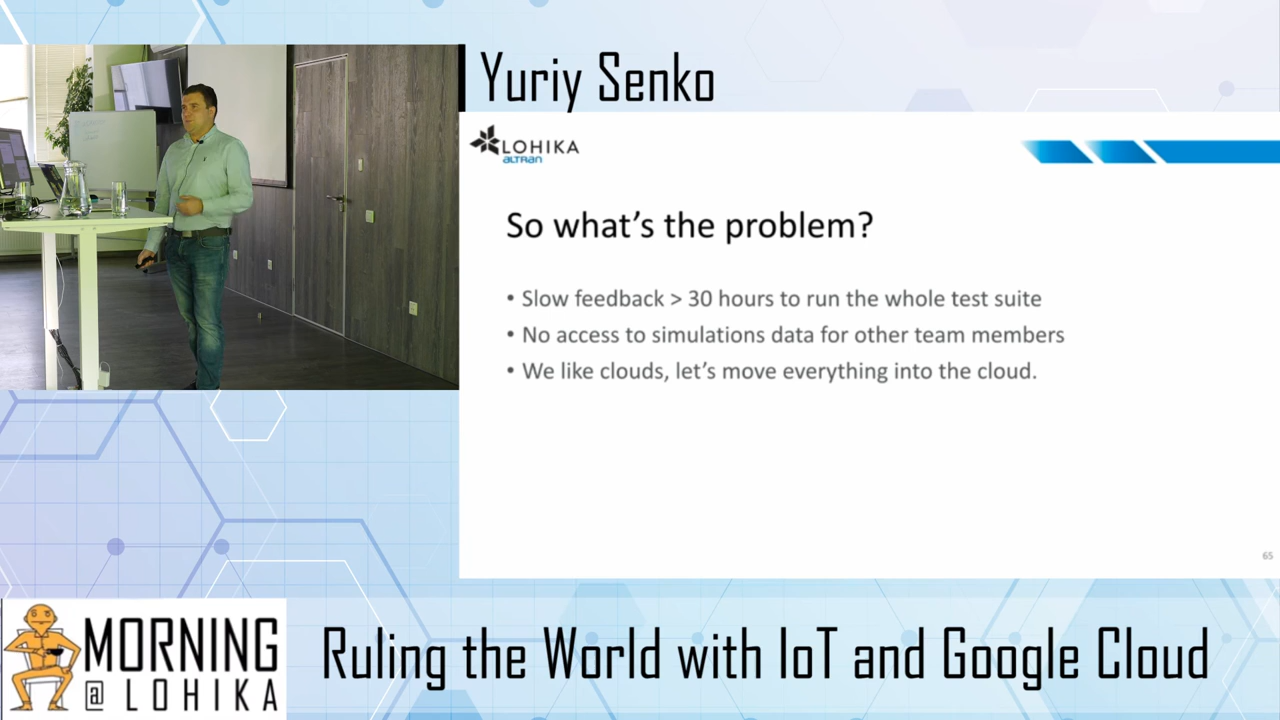 Yuriy Senko
LOHIKA
altran
So what's the problem?
• Slow feedback > 30 hours to run the whole test suite
• No access to simulations data for other team members
• We like clouds, let's move everything into the cloud.
65
MORNING
@ LOHIKA
Ruling the World with IoT and Google Cloud